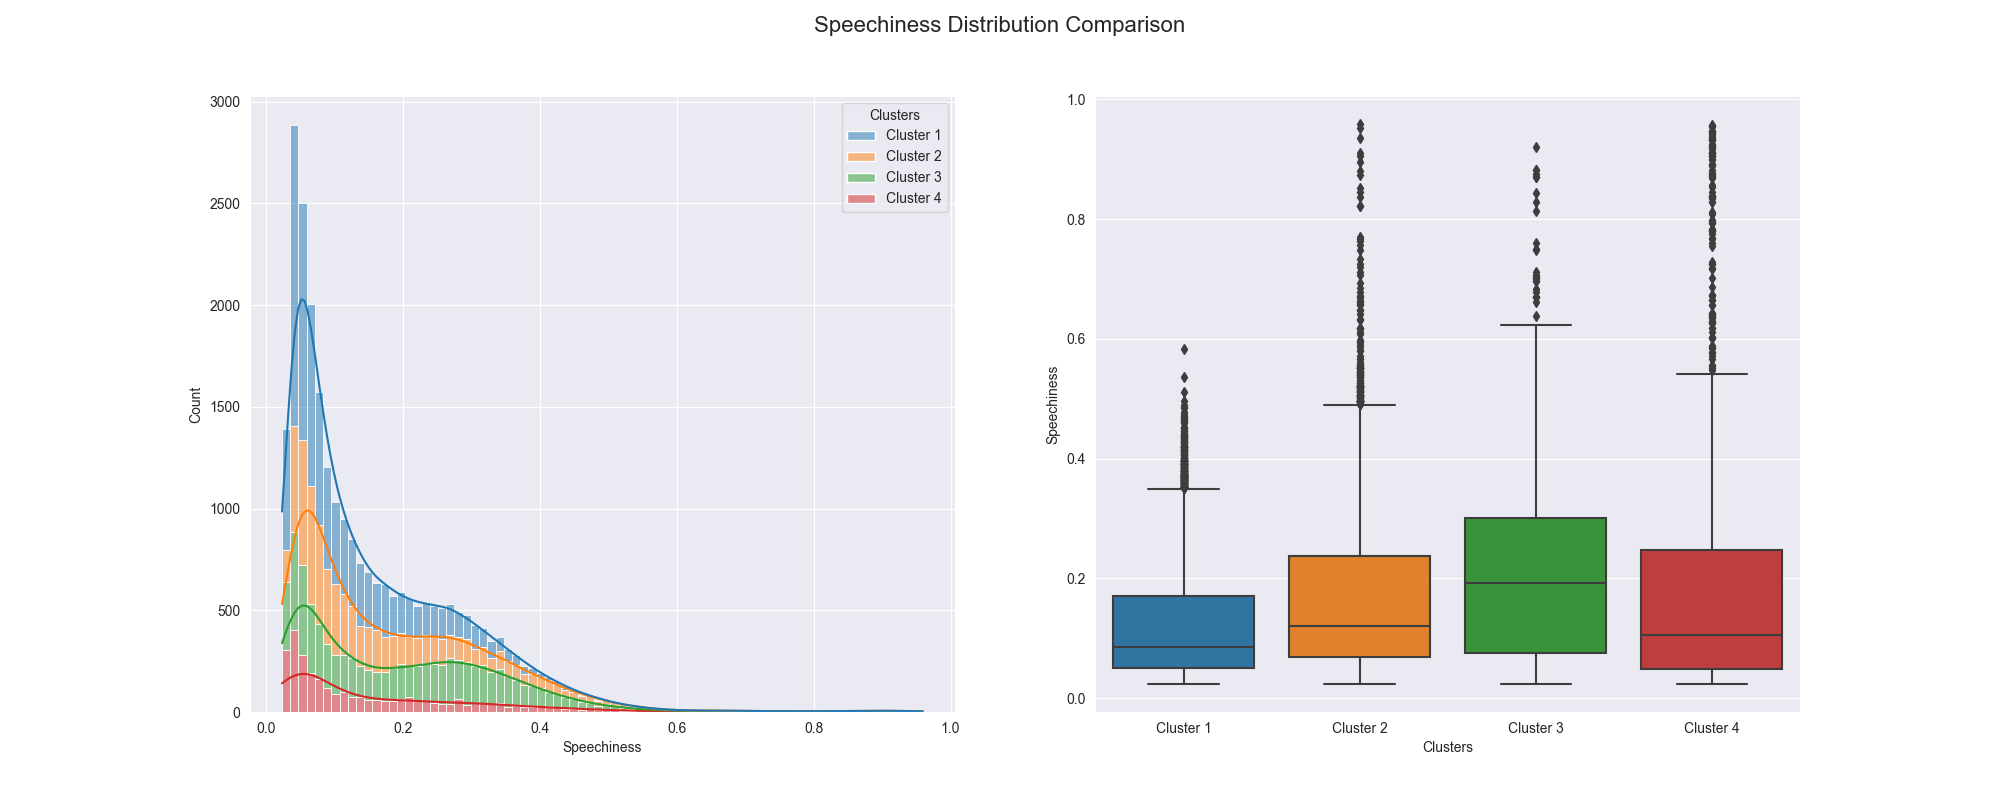 Speechiness Distribution Comparison
3000
2500
2000
1500
1000
500
0
Count
0.0 0.2 0.4 0.6 0.8 1.0
Speechiness
Clusters
Cluster 1
Cluster 2
Cluster 3
Cluster 4
1.0
0.8
0.6
0.4
0.2
0.0
Speechiness
Cluster 1 Cluster 2 Cluster 3 Cluster 4
Clusters